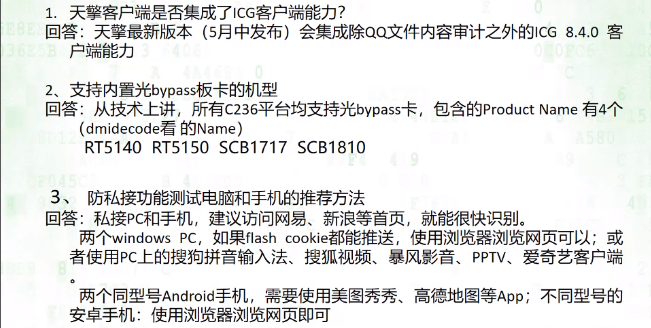 1. 天擎客户端是否集成了ICG客户端能力？
回答：天擎最新版本（5月中发布）会集成除QQ文件内容审计之外的ICG 8.4.0 客
户端能力
2、支持内置光bypass板卡的机型
回答：从技术上讲，所有C236平台均支持光bypass卡，包含的Product Name 有4个
（dmidecode看 的Name）
RT5140 RT5150 SCB1717 SCB1810
3、 防私接功能测试电脑和手机的推荐方法
回答：私接PC和手机，建议访问网易、新浪等首页，就能很快识别。
两个windows PC，如果flash cookie都能推送，使用浏览器浏览网页可以；或
者使用PC上的搜狗拼音输入法、搜狐视频、暴风影音、PPTV、爱奇艺客户端
。
两个同型号Android手机，需要使用美图秀秀、高德地图等App；不同型号的
安卓手机：使用浏览器浏览网页即可